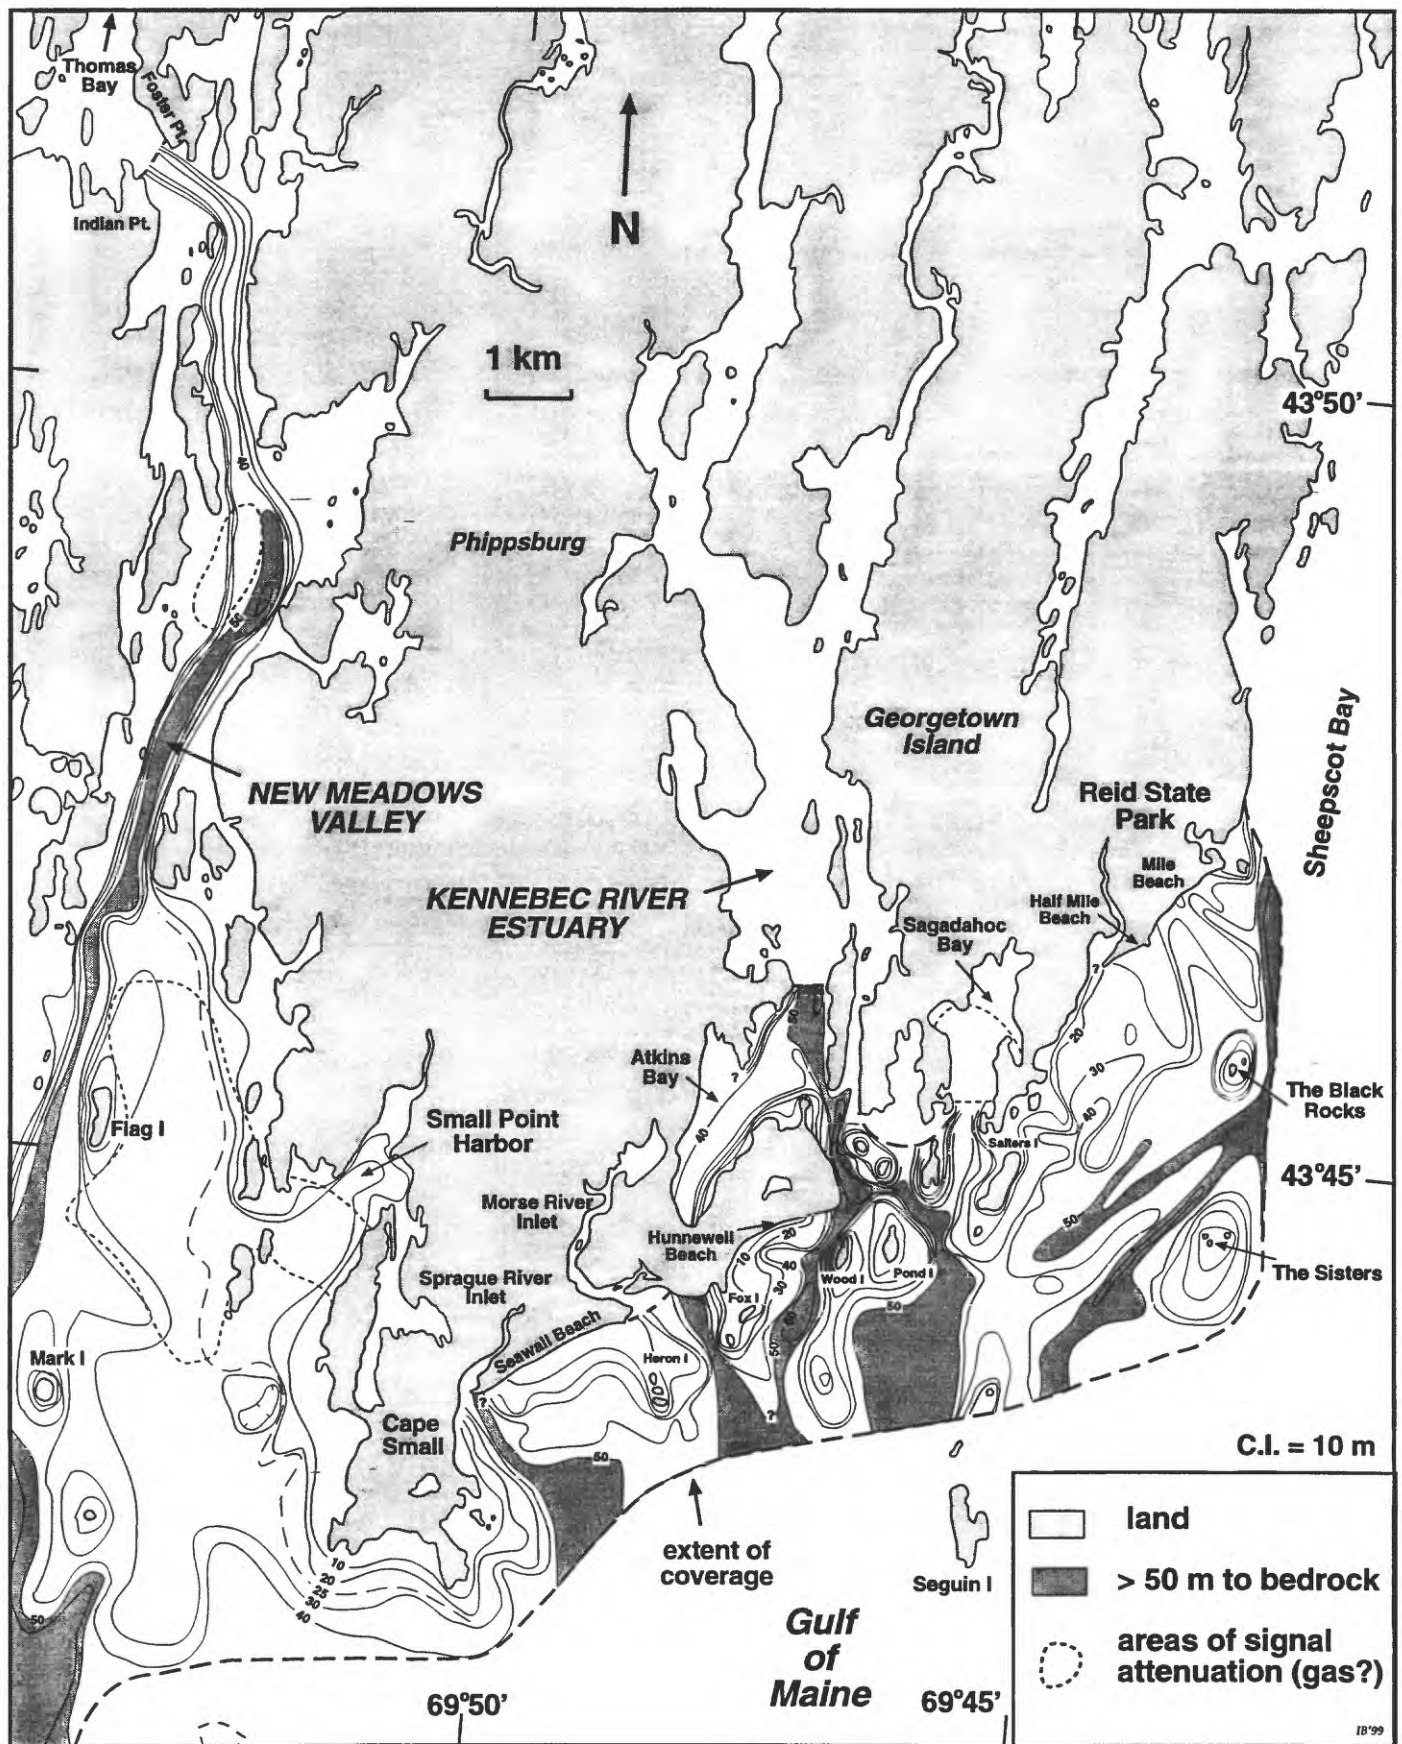 Thomas
Bay
Foster Pt.
Indian Pt.
N
1 km
43°50'
40
Phippsburg
55
Georgetown
Island
Sheepscot Bay
NEW MEADOWS
VALLEY
Reid State
Park
Mile
Beach
KENNEBEC RIVER
ESTUARY
Half Mile
Beach
Sagadahoc
Bay
?
50
20
Atkins
Bay
?
30
The Black
Rocks
Flag I
Small Point
Harbor
40
40
Salters I
43°45'
Morse River
Inlet
Hunnewell
Beach
20
50
10
40
Sprague River
Inlet
30
Wood I
Pond I
The Sisters
Fox I
50
50
Seawall Beach
50
Mark I
Heron I
?
?
Cape
Small
50
C.I. = 10 m
extent of
coverage
Seguin I
land
> 50 m to bedrock
areas of signal
attenuation (gas?)
10
20
25
30
40
50
Gulf
of
Maine
69°50'
69°45'
IB'99